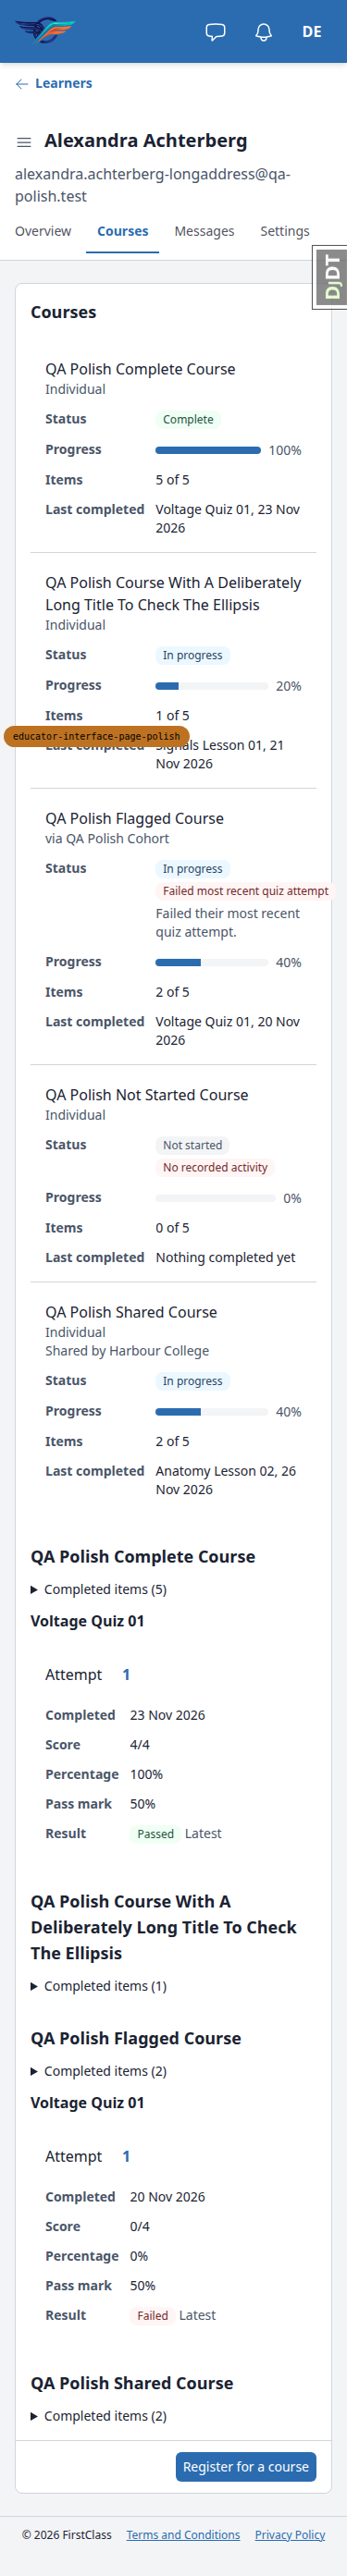 DE
← Learners
Alexandra Achterberg
alexandra.achterberg-longaddress@qa-
polish.test
Overview Courses Messages Settings
DJDT
Courses
QA Polish Complete Course
Individual
Status Complete
Progress 100%
Items 5 of 5
Last completed Voltage Quiz 01, 23 Nov
2026
QA Polish Course With A Deliberately
Long Title To Check The Ellipsis
Individual
Status In progress
Progress 20%
Items 1 of 5
educator-interface-page-polish
Last completed Signals Lesson 01, 21
Nov 2026
QA Polish Flagged Course
via QA Polish Cohort
Status In progress
Failed most recent quiz attempt
Failed their most recent
quiz attempt.
Progress 40%
Items 2 of 5
Last completed Voltage Quiz 01, 20 Nov
2026
QA Polish Not Started Course
Individual
Status Not started
No recorded activity
Progress 0%
Items 0 of 5
Last completed Nothing completed yet
QA Polish Shared Course
Individual
Shared by Harbour College
Status In progress
Progress 40%
Items 2 of 5
Last completed Anatomy Lesson 02, 26
Nov 2026
QA Polish Complete Course
▶ Completed items (5)
Voltage Quiz 01
Attempt 1
Completed 23 Nov 2026
Score 4/4
Percentage 100%
Pass mark 50%
Result Passed Latest
QA Polish Course With A
Deliberately Long Title To Check
The Ellipsis
▶ Completed items (1)
QA Polish Flagged Course
▶ Completed items (2)
Voltage Quiz 01
Attempt 1
Completed 20 Nov 2026
Score 0/4
Percentage 0%
Pass mark 50%
Result Failed Latest
QA Polish Shared Course
▶ Completed items (2)
Register for a course
© 2026 FirstClass Terms and Conditions Privacy Policy